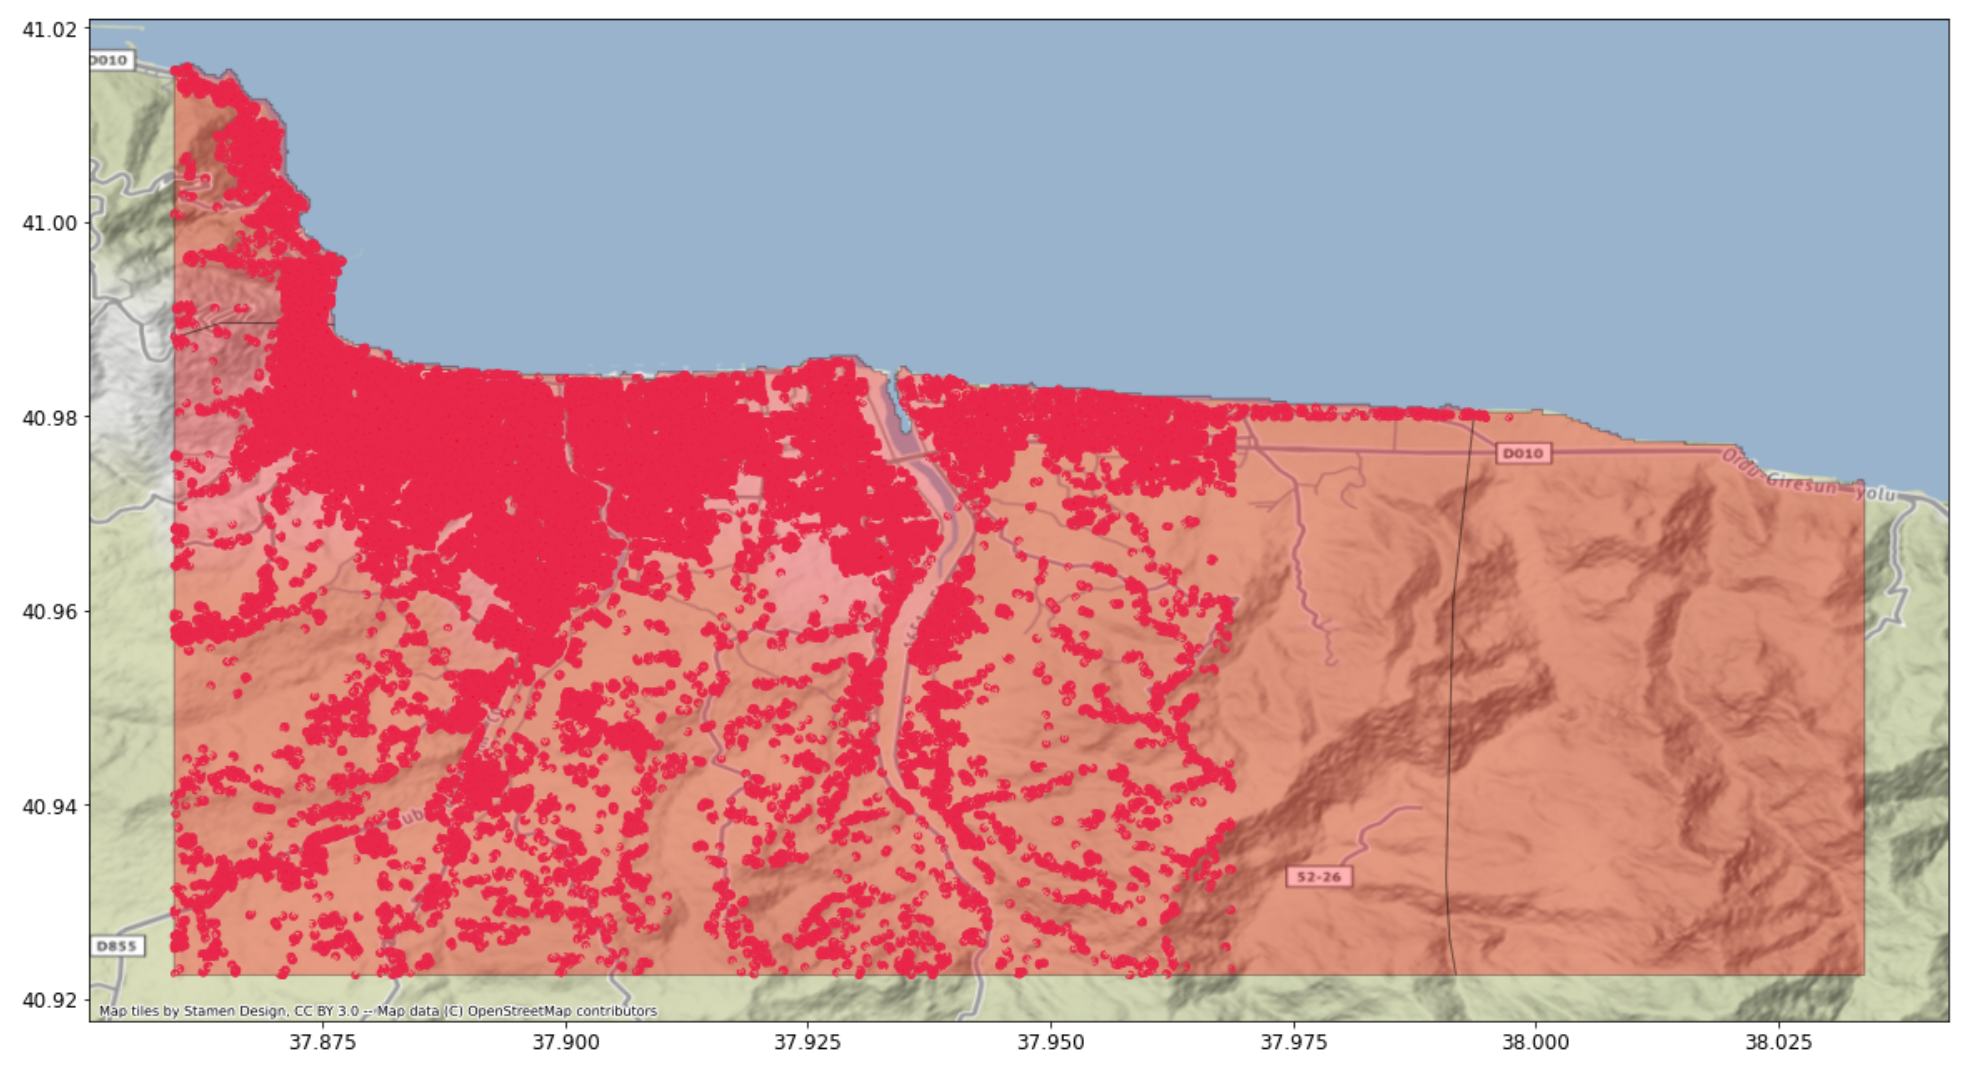 41.02
D010
41.00
40.98
D010
Ordu-Giresun yolu
40.96
40.94
52-26
D855
40.92
Map tiles by Stamen Design, CC BY 3.0 -- Map data (C) OpenStreetMap contributors
37.875 37.900 37.925 37.950 37.975 38.000 38.025